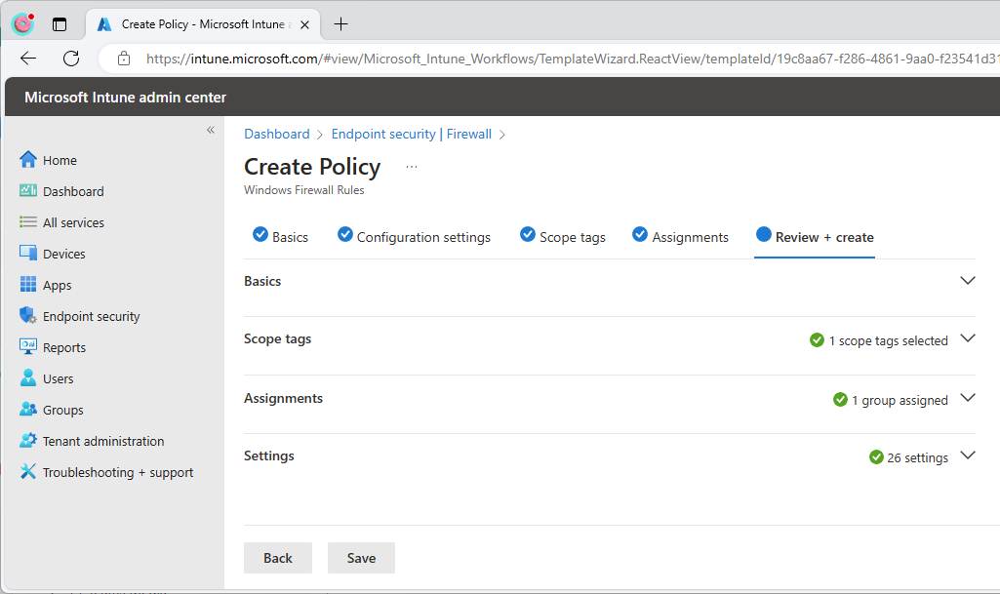 Create Policy - Microsoft Intune
https://intune.microsoft.com/#view/Microsoft_Intune_Workflows/TemplateWizard.ReactView/templateId/19c8aa67-f286-4861-9aa0-f23541d31
Microsoft Intune admin center
«
Home
Dashboard
All services
Devices
Apps
Endpoint security
Reports
Users
Groups
Tenant administration
Troubleshooting + support
Dashboard > Endpoint security | Firewall >
Create Policy ...
Windows Firewall Rules
Basics Configuration settings Scope tags Assignments Review + create
Basics
Scope tags 1 scope tags selected
Assignments 1 group assigned
Settings 26 settings
Back Save